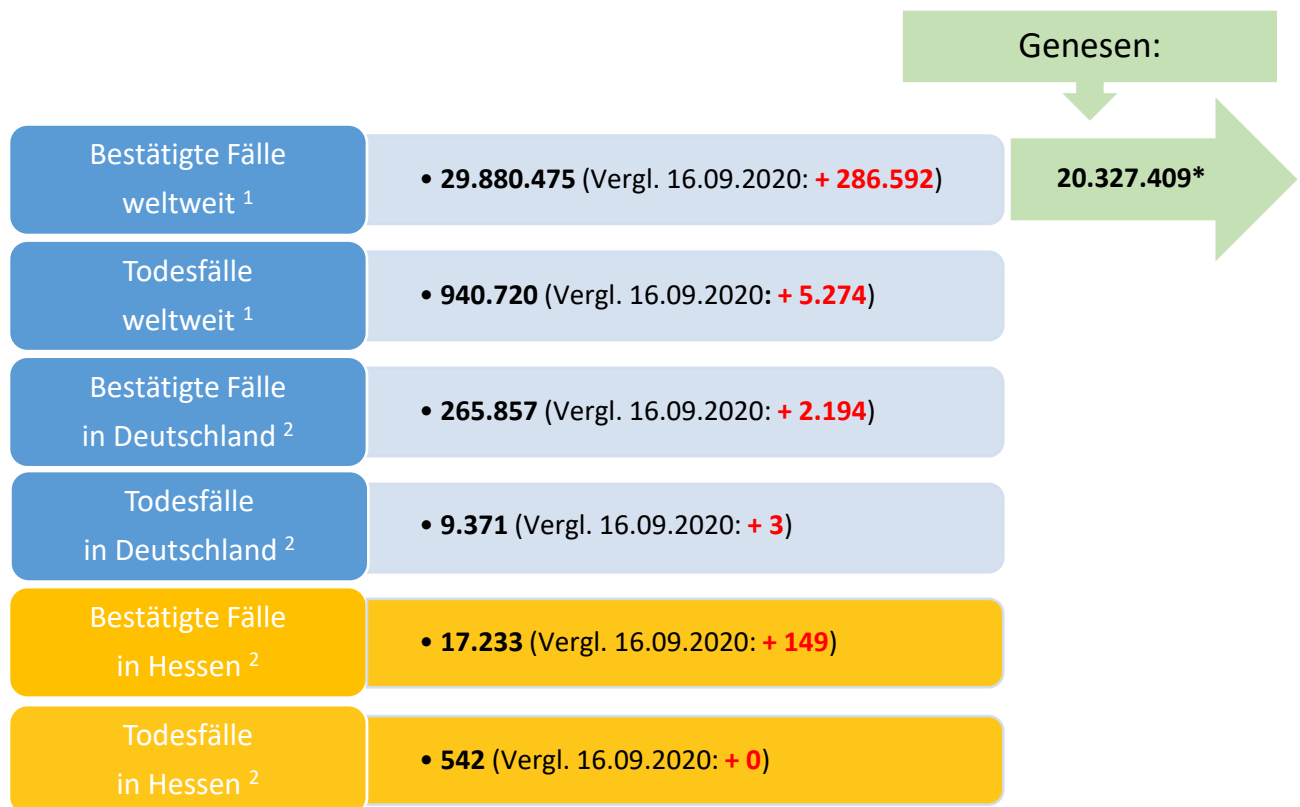 Genesen:
Bestätigte Fälle
weltweit ¹
• 29.880.475 (Vergl. 16.09.2020: + 286.592)
20.327.409*
Todesfälle
weltweit ¹
• 940.720 (Vergl. 16.09.2020: + 5.274)
Bestätigte Fälle
in Deutschland ²
• 265.857 (Vergl. 16.09.2020: + 2.194)
Todesfälle
in Deutschland ²
• 9.371 (Vergl. 16.09.2020: + 3)
Bestätigte Fälle
in Hessen ²
• 17.233 (Vergl. 16.09.2020: + 149)
Todesfälle
in Hessen ²
• 542 (Vergl. 16.09.2020: + 0)